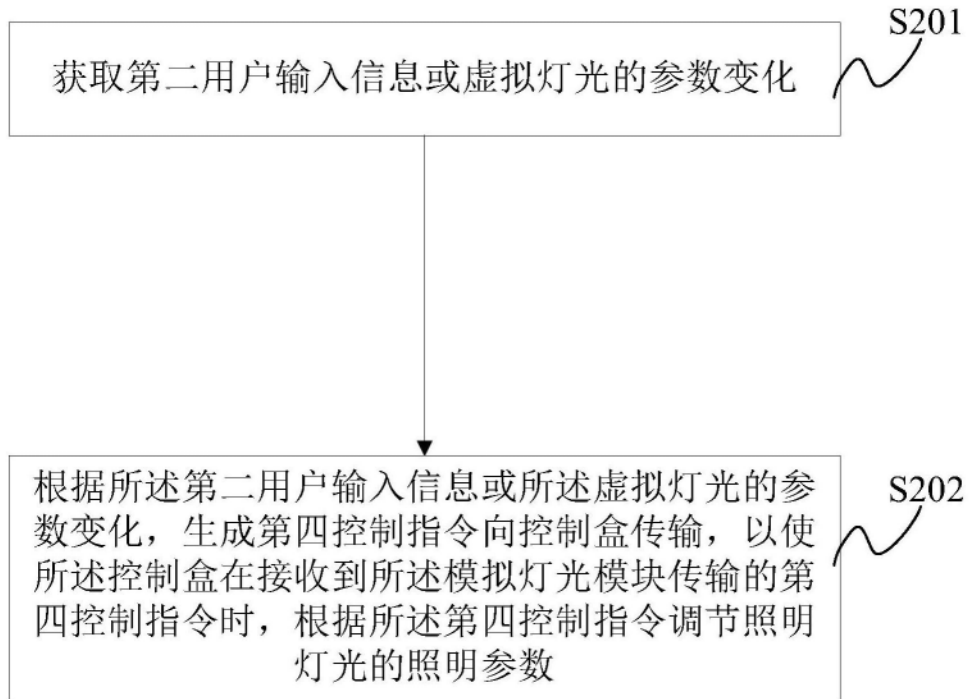 S201
获取第二用户输入信息或虚拟灯光的参数变化
S202
根据所述第二用户输入信息或所述虚拟灯光的参
数变化，生成第四控制指令向控制盒传输，以使
所述控制盒在接收到所述模拟灯光模块传输的第
四控制指令时，根据所述第四控制指令调节照明
灯光的照明参数